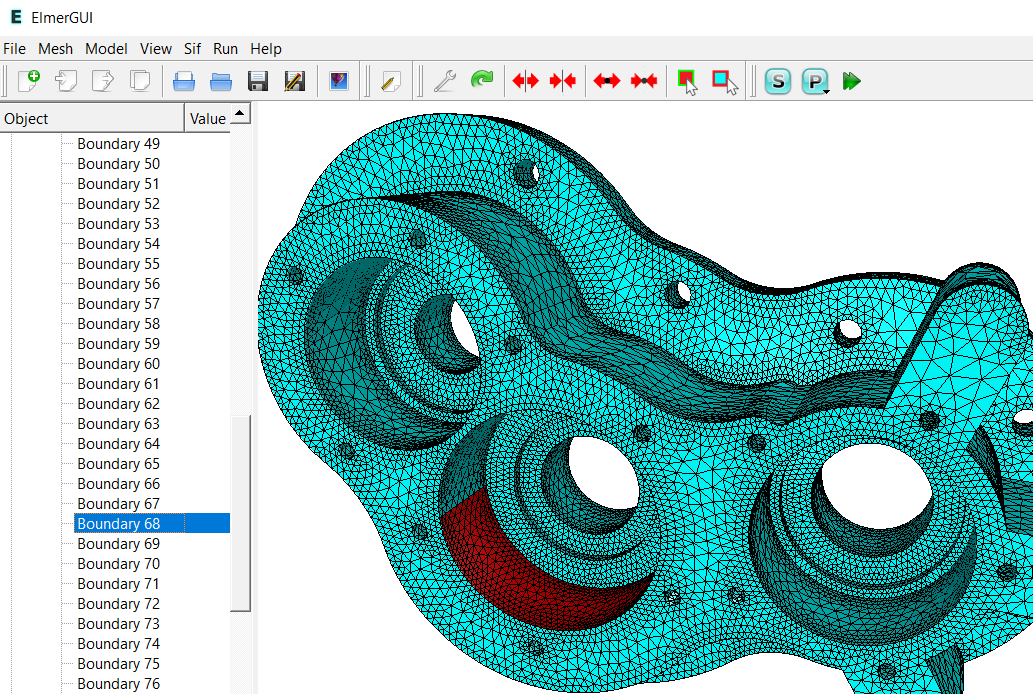 E ElmerGUI
File Mesh Model View Sif Run Help
S P
Object Value
Boundary 49
Boundary 50
Boundary 51
Boundary 52
Boundary 53
Boundary 54
Boundary 55
Boundary 56
Boundary 57
Boundary 58
Boundary 59
Boundary 60
Boundary 61
Boundary 62
Boundary 63
Boundary 64
Boundary 65
Boundary 66
Boundary 67
Boundary 68
Boundary 69
Boundary 70
Boundary 71
Boundary 72
Boundary 73
Boundary 74
Boundary 75
Boundary 76